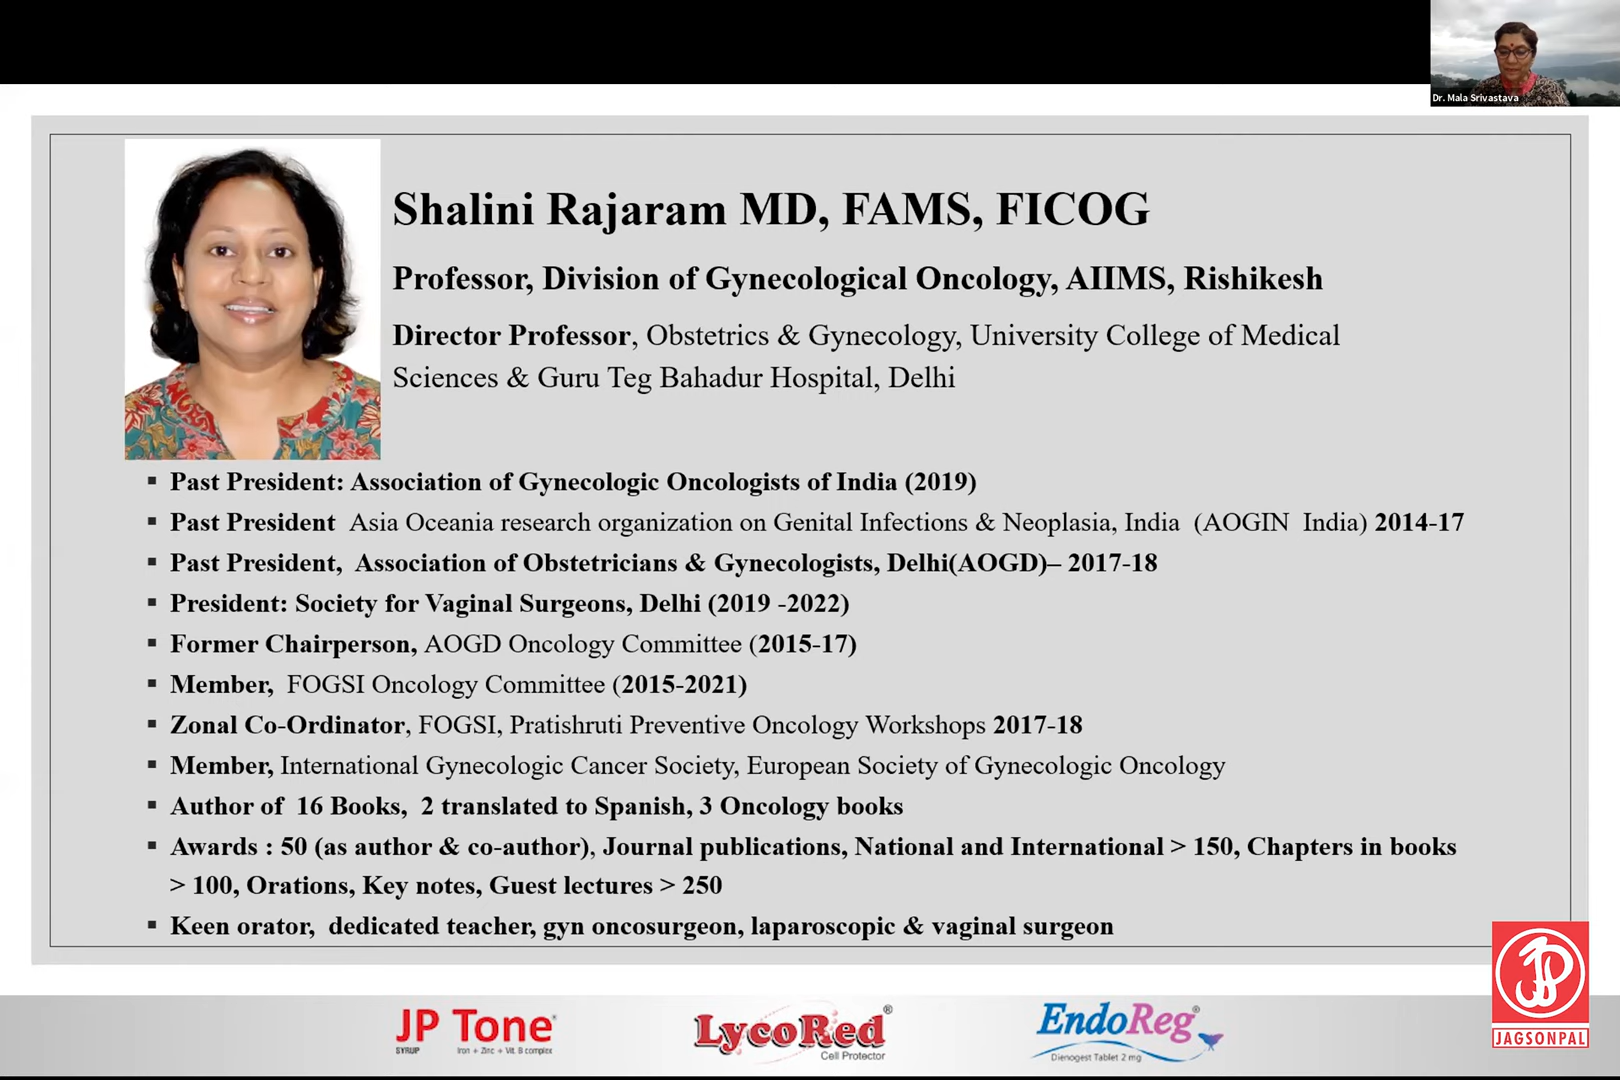 Dr. Mala Srivastava
Shalini Rajaram MD, FAMS, FICOG
Professor, Division of Gynecological Oncology, AIIMS, Rishikesh
Director Professor, Obstetrics & Gynecology, University College of Medical
Sciences & Guru Teg Bahadur Hospital, Delhi
▪ Past President: Association of Gynecologic Oncologists of India (2019)
▪ Past President Asia Oceania research organization on Genital Infections & Neoplasia, India (AOGIN India) 2014-17
▪ Past President, Association of Obstetricians & Gynecologists, Delhi(AOGD)– 2017-18
▪ President: Society for Vaginal Surgeons, Delhi (2019 -2022)
▪ Former Chairperson, AOGD Oncology Committee (2015-17)
▪ Member, FOGSI Oncology Committee (2015-2021)
▪ Zonal Co-Ordinator, FOGSI, Pratishruti Preventive Oncology Workshops 2017-18
▪ Member, International Gynecologic Cancer Society, European Society of Gynecologic Oncology
▪ Author of 16 Books, 2 translated to Spanish, 3 Oncology books
▪ Awards : 50 (as author & co-author), Journal publications, National and International > 150, Chapters in books
> 100, Orations, Key notes, Guest lectures > 250
▪ Keen orator, dedicated teacher, gyn oncosurgeon, laparoscopic & vaginal surgeon
JP Tone
SYRUP Iron + Zinc + Vit. B complex
LycoRed®
Cell Protector
EndoReg®
Dienogest Tablet 2 mg
JAGSONPAL